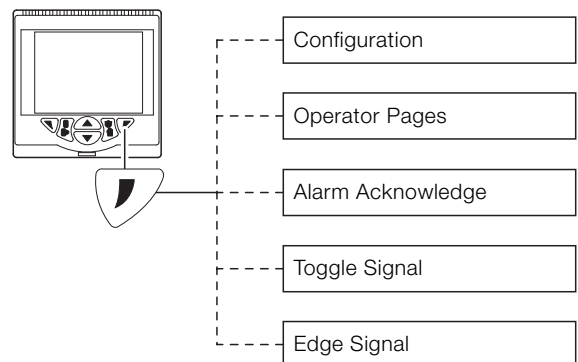 Configuration
Operator Pages
Alarm Acknowledge
Toggle Signal
Edge Signal